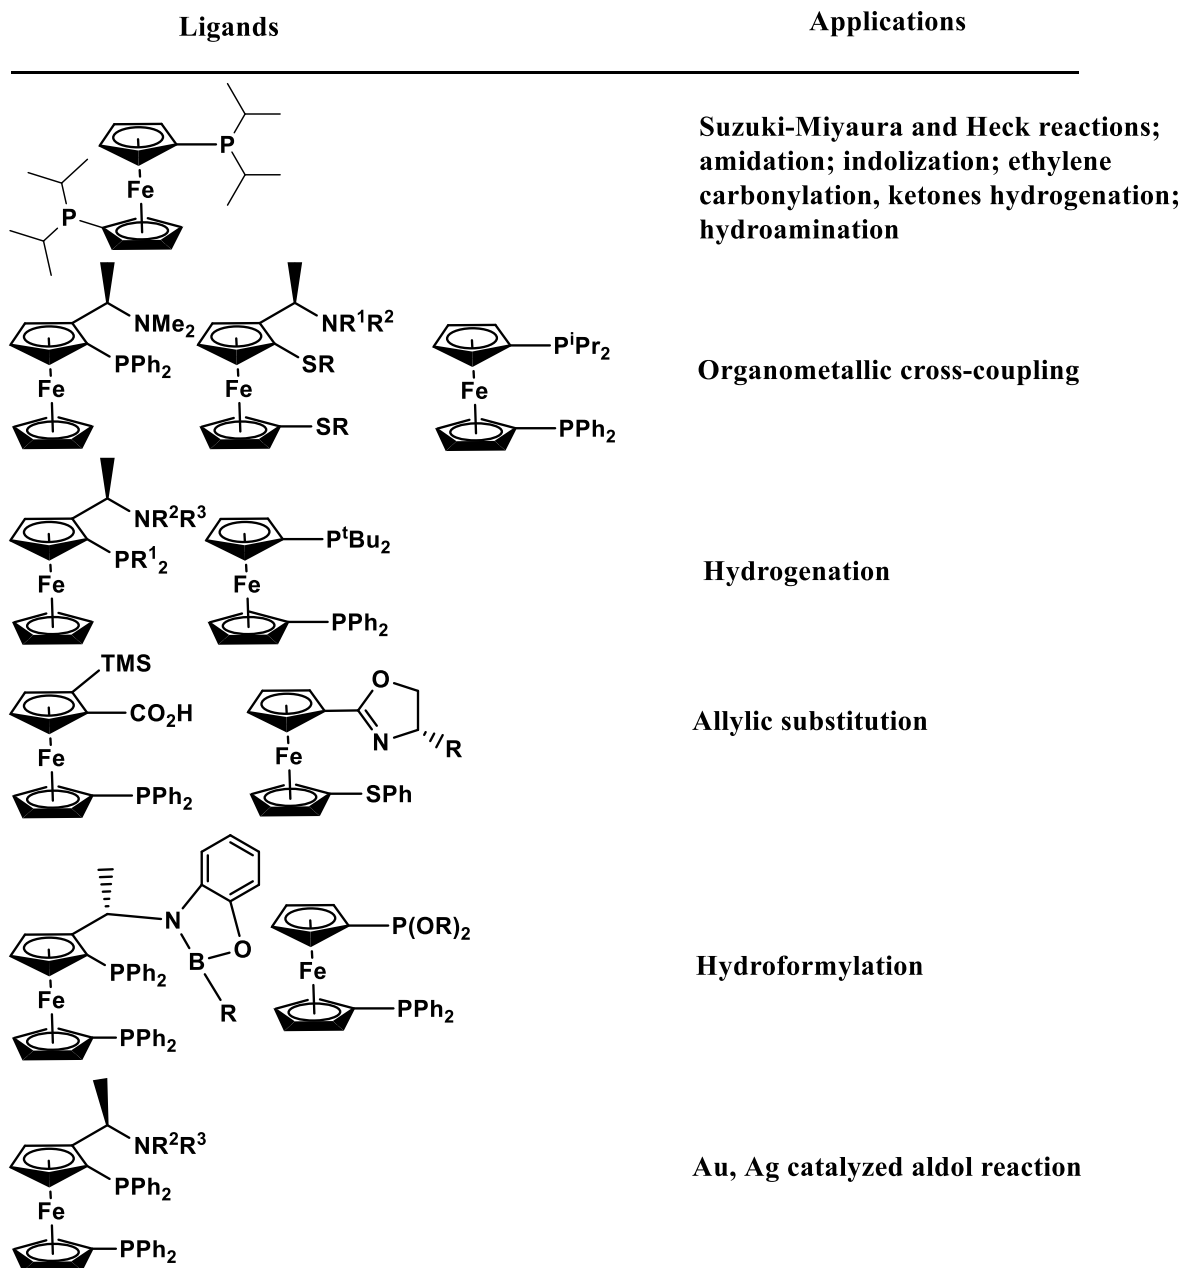 Ligands
Applications
P
Fe
P
Suzuki-Miyaura and Heck reactions;
amidation; indolization; ethylene
carbonylation, ketones hydrogenation;
hydroamination
NMe2
PPh2
Fe
NR1R2
SR
Fe
SR
PiPr2
Fe
PPh2
Organometallic cross-coupling
NR2R3
PR12
Fe
PtBu2
Fe
PPh2
Hydrogenation
TMS
CO2H
Fe
PPh2
O
N
R
Fe
SPh
Allylic substitution
N
O
B
R
PPh2
Fe
PPh2
P(OR)2
Fe
PPh2
Hydroformylation
NR2R3
PPh2
Fe
PPh2
Au, Ag catalyzed aldol reaction